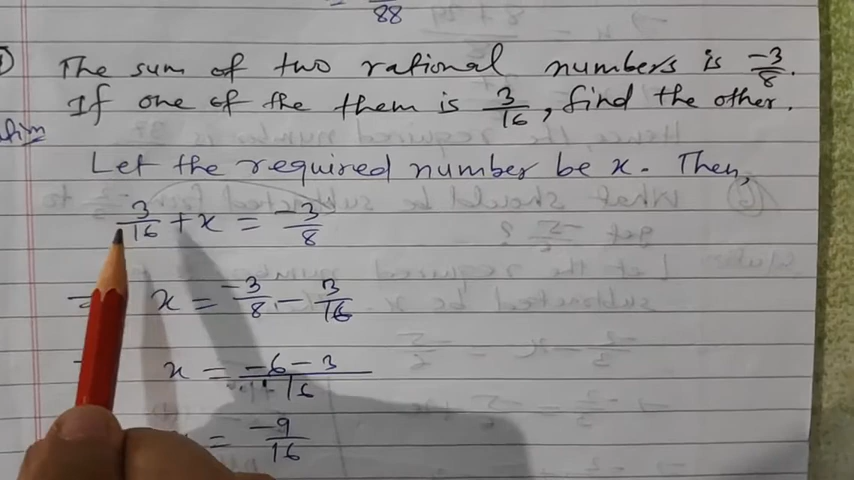 88
The sum of two rational numbers is -3/8.
If one of the them is 3/16, find the other.
Let the required number be x. Then,
3/16 + x = -3/8
x = -3/8 - 3/16
x = -6-3/16
= -9/16